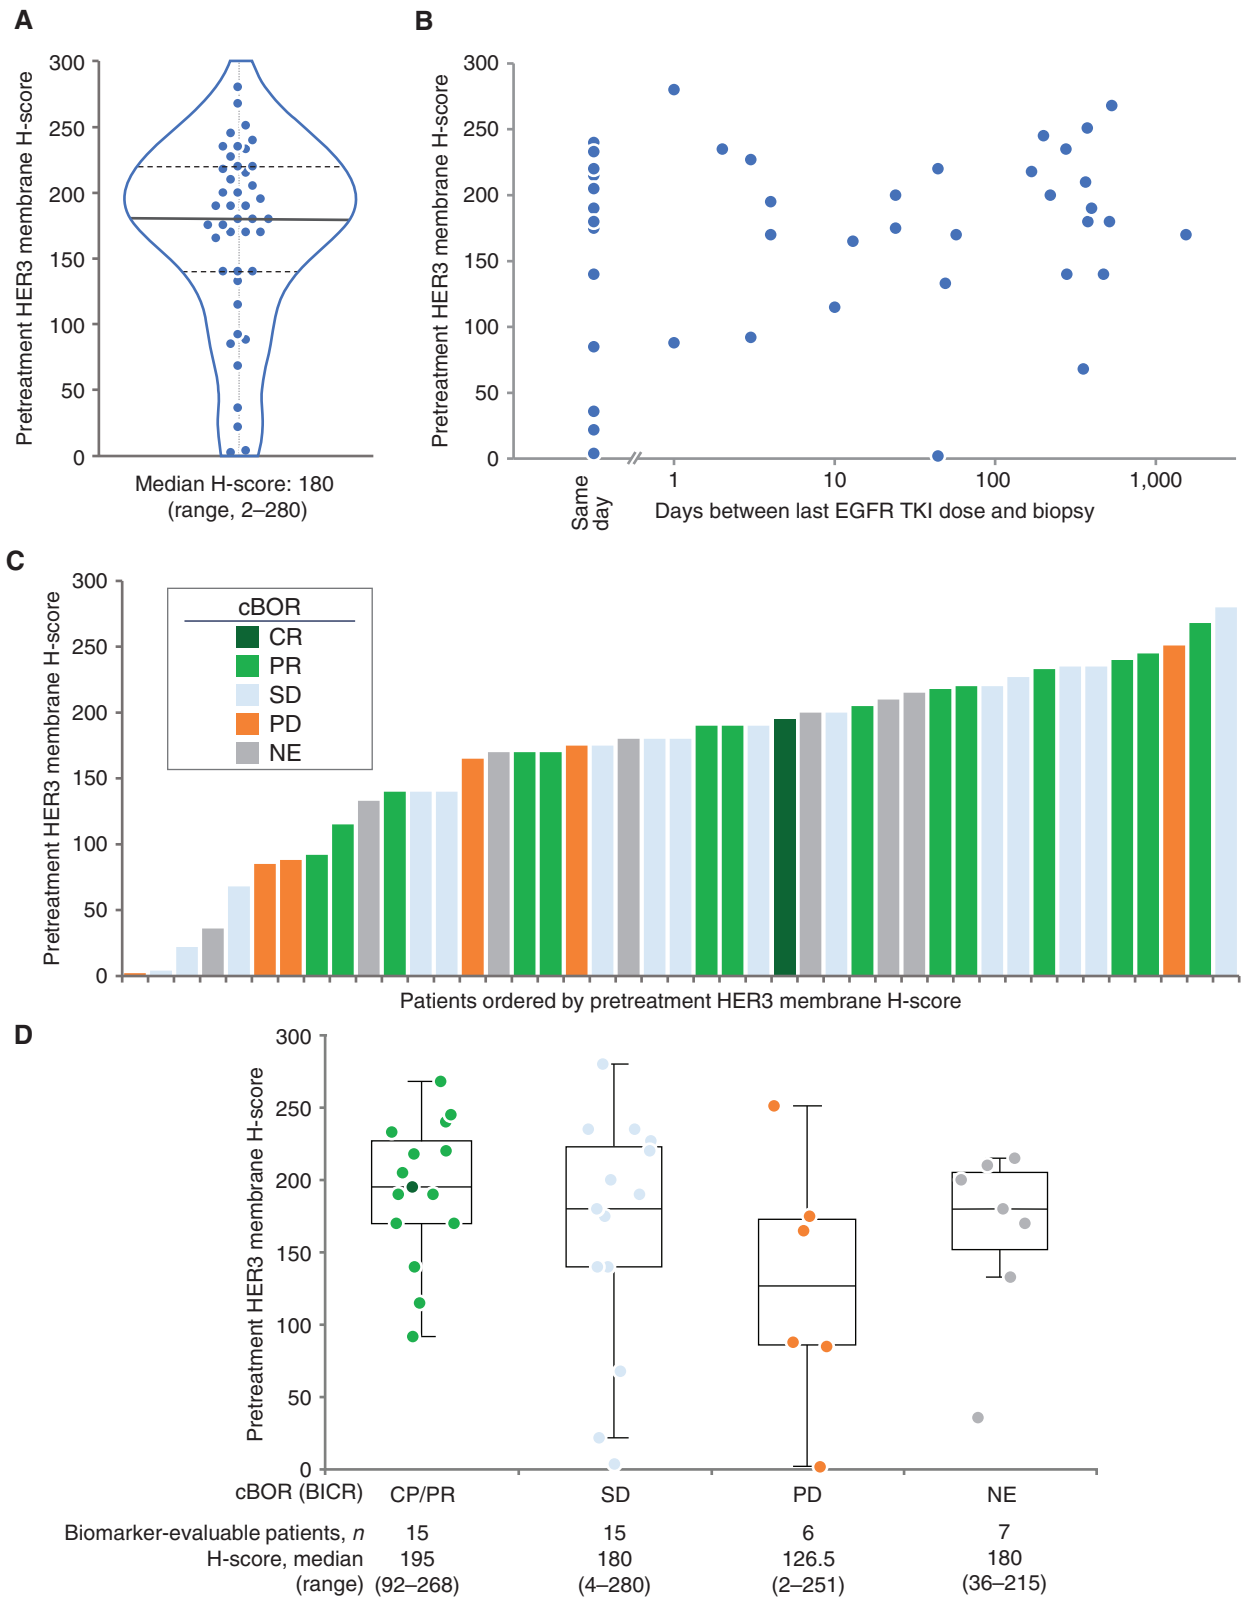 A
Pretreatment HER3 membrane H-score
300
250
200
150
100
50
0
Median H-score: 180
(range, 2–280)
B
Pretreatment HER3 membrane H-score
300
250
200
150
100
50
0
Same
day
1
10
100
1,000
Days between last EGFR TKI dose and biopsy
C
Pretreatment HER3 membrane H-score
300
250
200
150
100
50
0
cBOR
CR
PR
SD
PD
NE
Patients ordered by pretreatment HER3 membrane H-score
D
Pretreatment HER3 membrane H-score
300
250
200
150
100
50
0
cBOR (BICR) CP/PR SD PD NE
Biomarker-evaluable patients, n 15 15 6 7
H-score, median 195 180 126.5 180
(range) (92–268) (4–280) (2–251) (36–215)